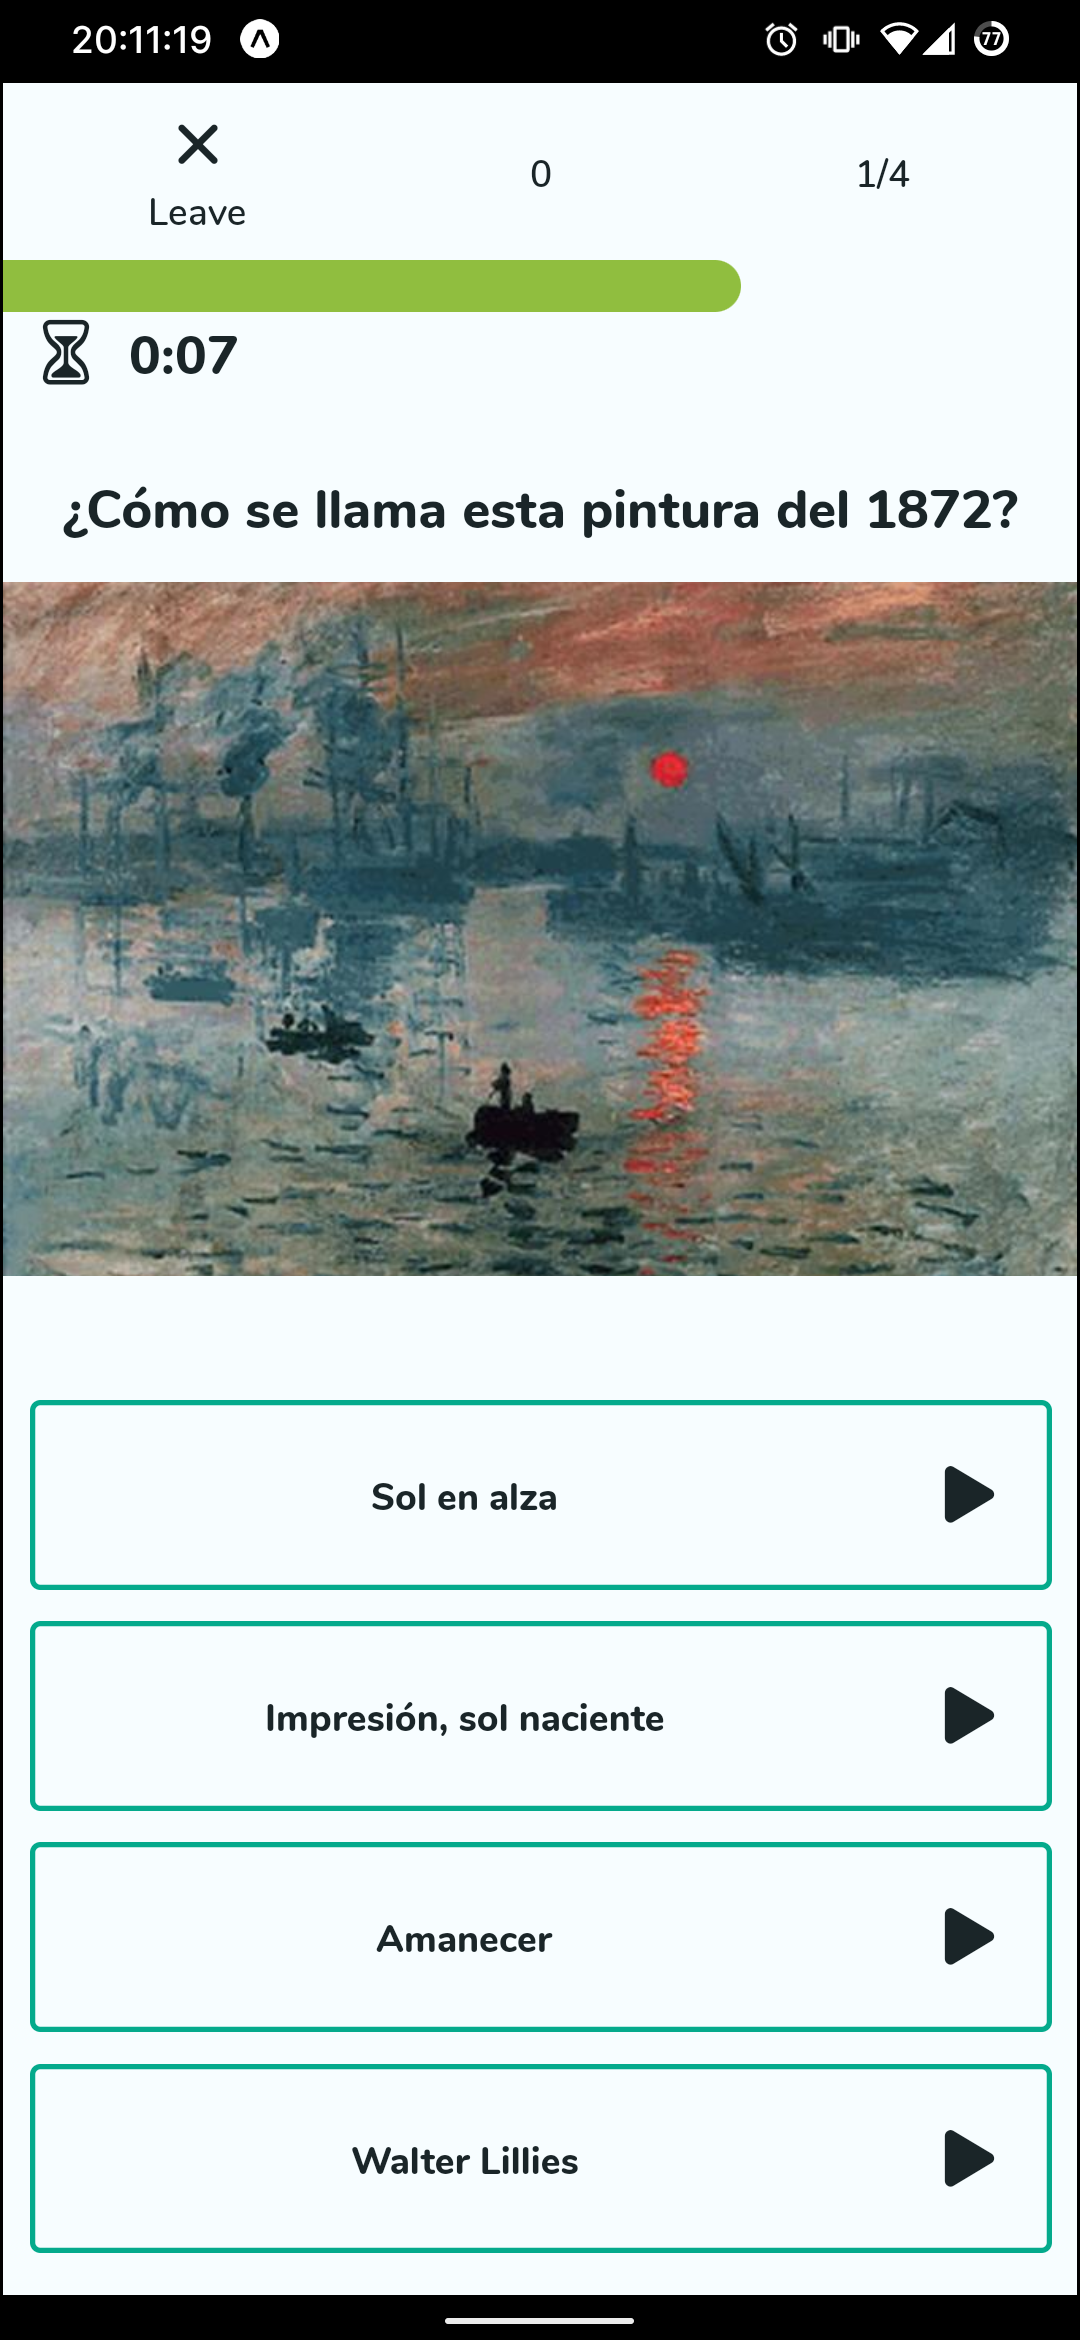 20:11:19
77
Leave
0
1/4
0:07
¿Cómo se llama esta pintura del 1872?
Sol en alza
Impresión, sol naciente
Amanecer
Walter Lillies